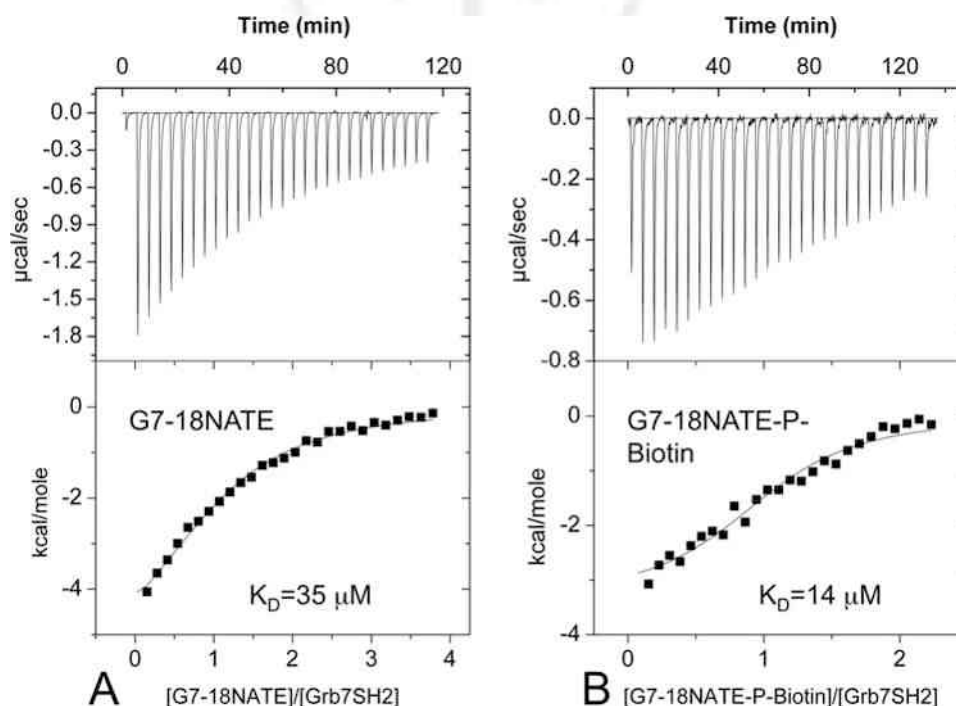 Time (min)
0 40 80 120
0.0
-0.3
-0.6
-0.9
-1.2
-1.5
-1.8
µcal/sec
G7-18NATE
0
-2
-4
kcal/mole
K_D=35 µM
0 1 2 3 4
A
[G7-18NATE]/[Grb7SH2]
Time (min)
0 20 40 60 80 100 120
0.0
-0.2
-0.4
-0.6
-0.8
µcal/sec
G7-18NATE-P-
Biotin
0
-2
-4
kcal/mole
K_D=14 µM
0 1 2
B
[G7-18NATE-P-Biotin]/[Grb7SH2]